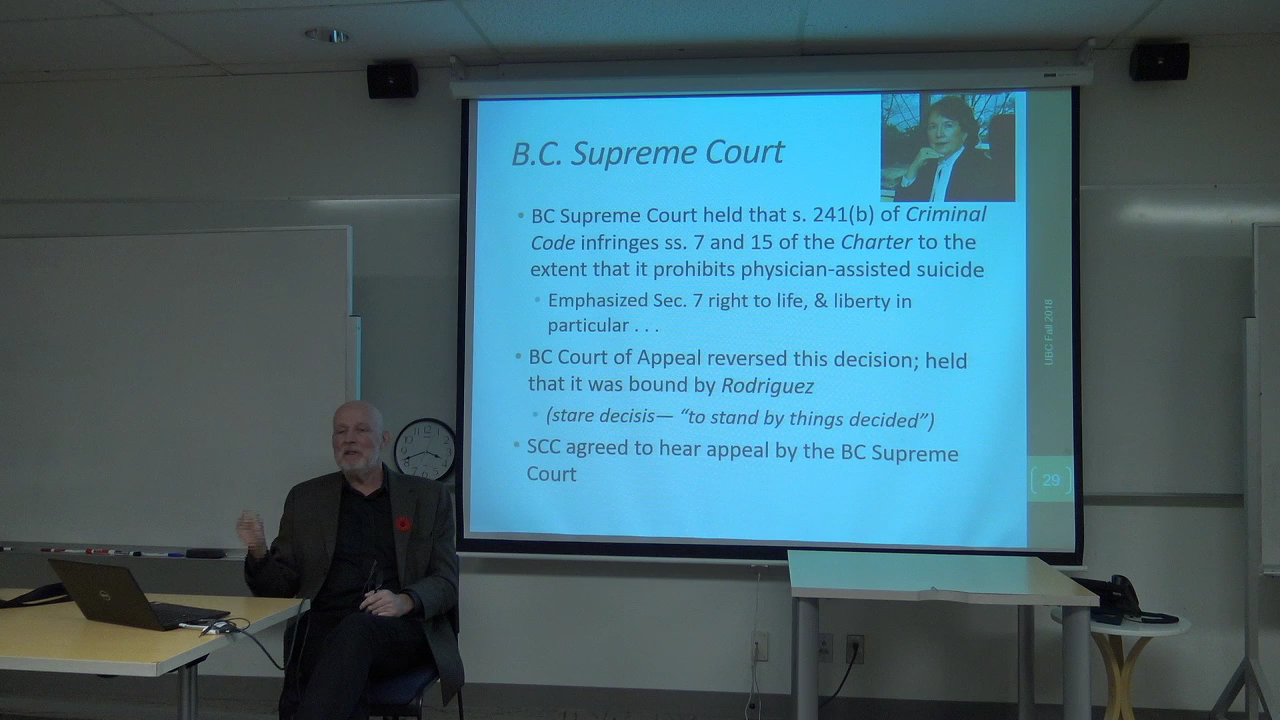 B.C. Supreme Court
• BC Supreme Court held that s. 241(b) of Criminal
Code infringes ss. 7 and 15 of the Charter to the
extent that it prohibits physician-assisted suicide
• Emphasized Sec. 7 right to life, & liberty in
particular . . .
• BC Court of Appeal reversed this decision; held
that it was bound by Rodriguez
• (stare decisis— “to stand by things decided”)
• SCC agreed to hear appeal by the BC Supreme
Court
UBC Fall 2018
29